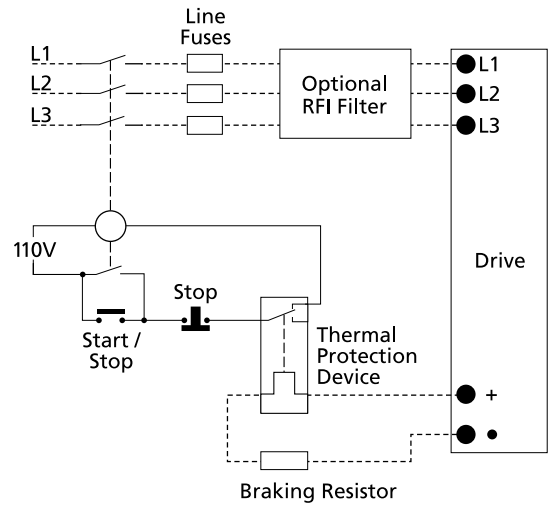 Line
Fuses
L1
L2
L3
Optional
RFI Filter
L1
L2
L3
110V
Drive
Stop
Start /
Stop
Thermal
Protection
Device
+
•
Braking Resistor